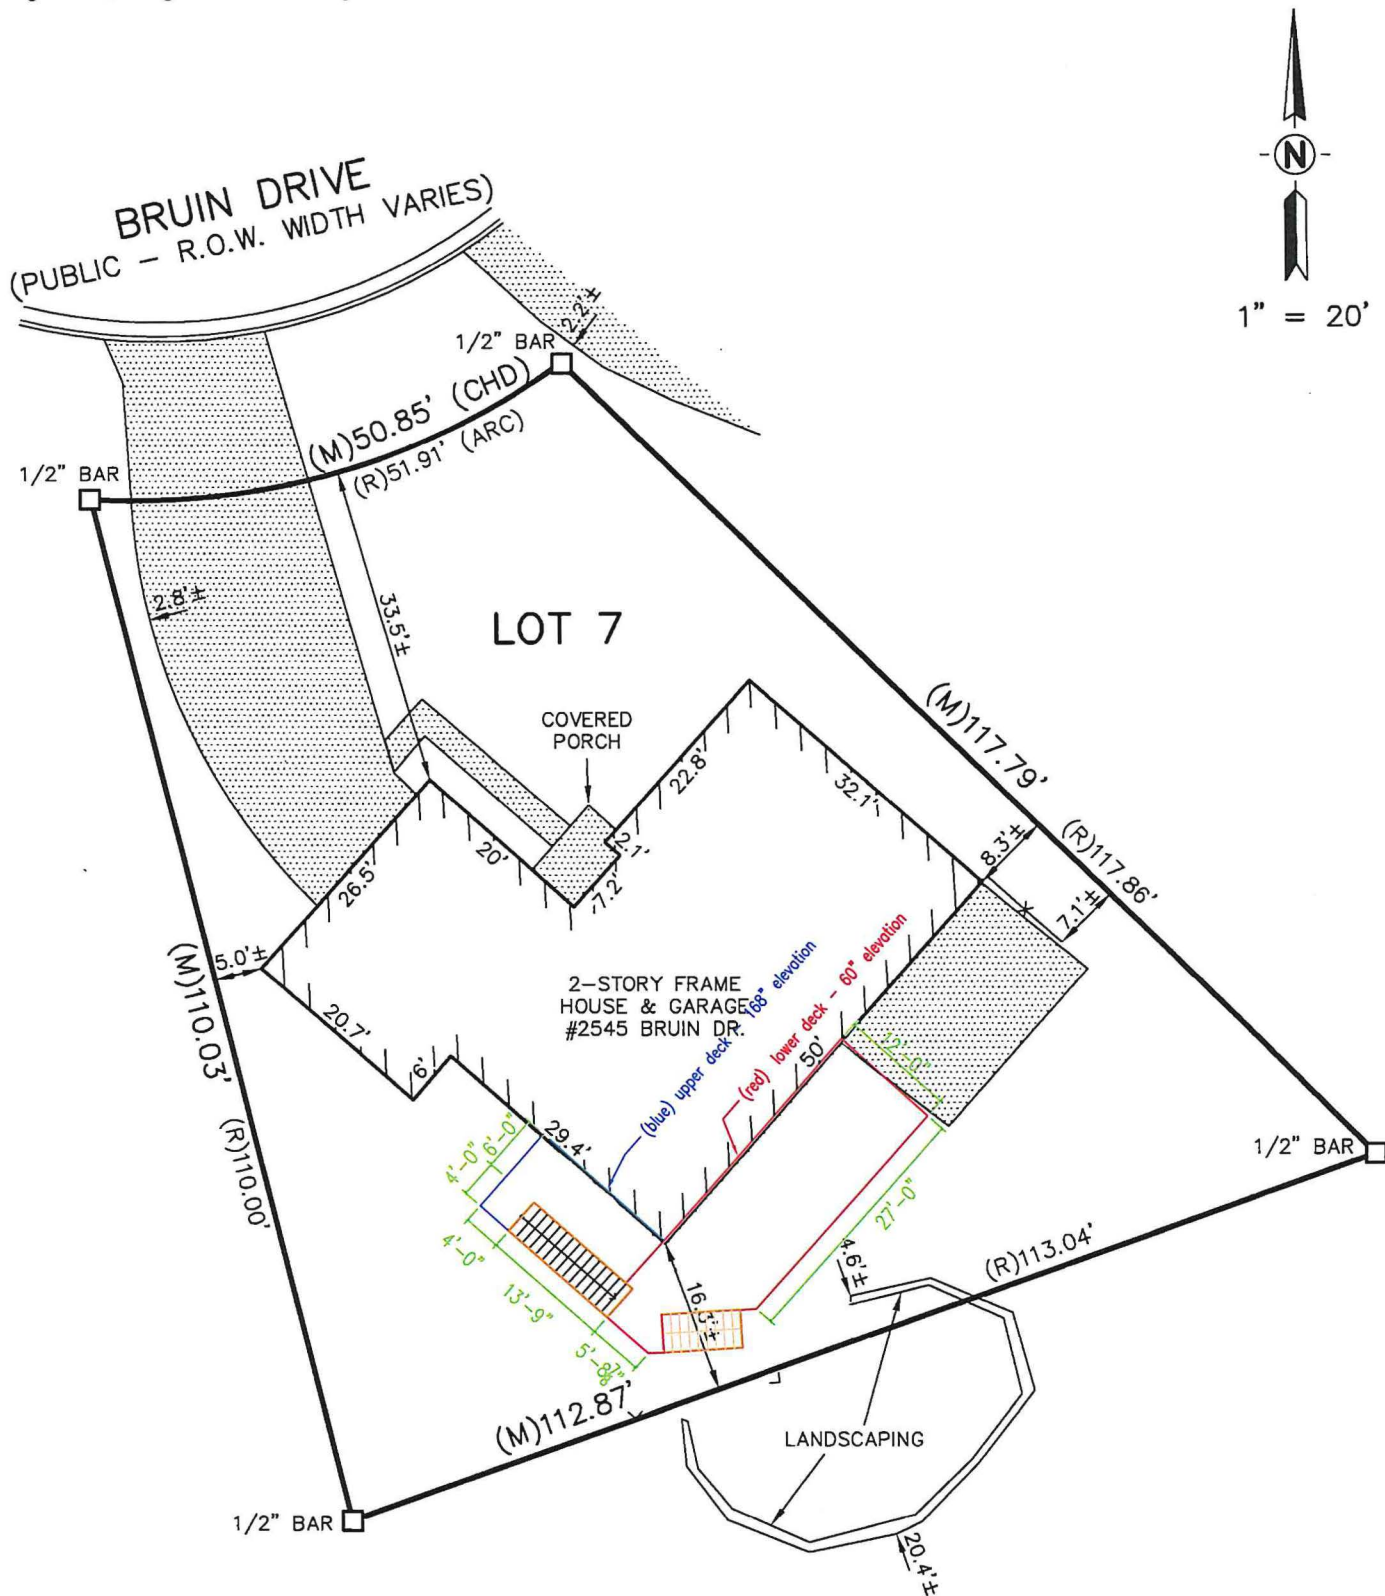 N
1" = 20'
BRUIN DRIVE
(PUBLIC – R.O.W. WIDTH VARIES)
2.2'±
1/2" BAR
(M)50.85' (CHD)
(R)51.91' (ARC)
1/2" BAR
2.8'±
33.5'±
LOT 7
COVERED
PORCH
22.8'
32.1'
2.1'
7.2'
20'
26.5'
(M)117.79'
(R)117.86'
8.3'±
7.1'±
5.0'±
(M)110.03'
(R)110.00'
20.7'
6'
2-STORY FRAME
HOUSE & GARAGE
#2545 BRUIN DR.
(blue) upper deck - 168" elevation
(red) lower deck - 60" elevation
50'
12'-0"
29.4'
6'-0"
4'-0"
4'-0"
13'-9"
5'-8⅞"
16.3'±
27'-0"
4.6'±
1/2" BAR
(R)113.04'
(M)112.87'
LANDSCAPING
1/2" BAR
20.4'±